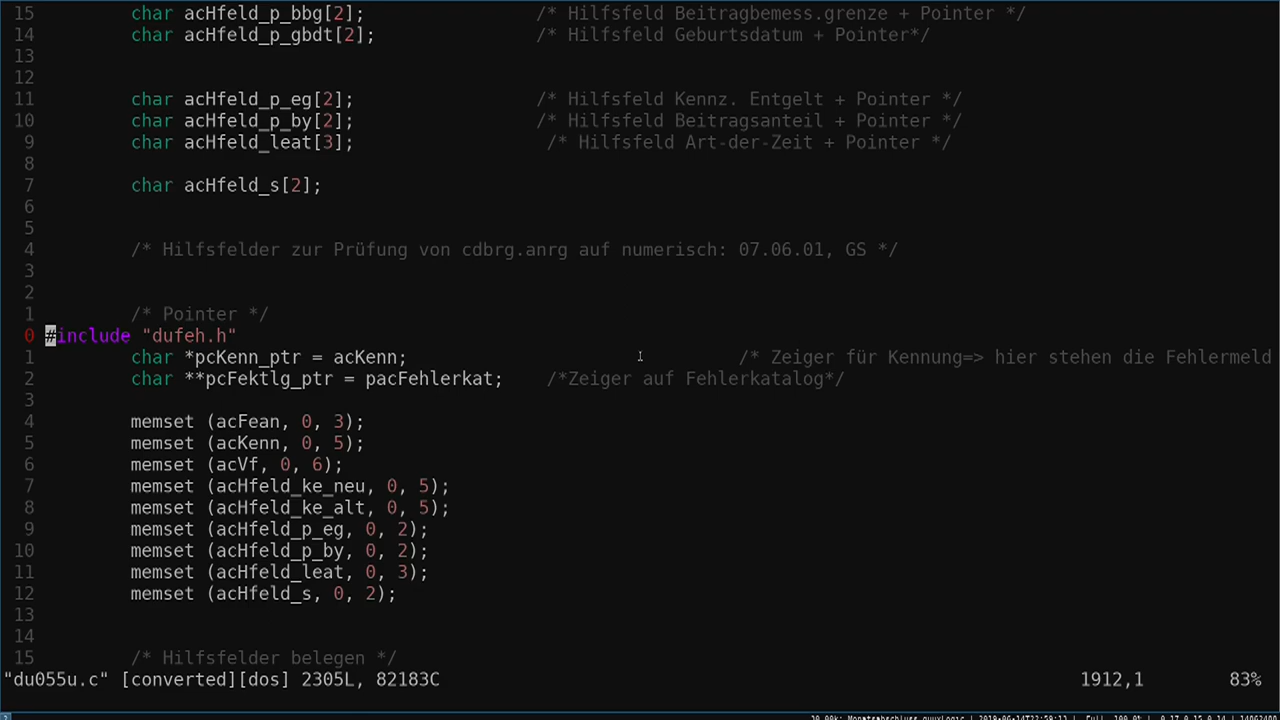 15 char acHfeld_p_bbg[2]; /* Hilfsfeld Beitragbemess.grenze + Pointer */
14 char acHfeld_p_gbdt[2]; /* Hilfsfeld Geburtsdatum + Pointer*/
13
12
11 char acHfeld_p_eg[2]; /* Hilfsfeld Kennz. Entgelt + Pointer */
10 char acHfeld_p_by[2]; /* Hilfsfeld Beitragsanteil + Pointer */
9 char acHfeld_leat[3]; /* Hilfsfeld Art-der-Zeit + Pointer */
8
7 char acHfeld_s[2];
6
5
4 /* Hilfsfelder zur Prüfung von cdbrg.anrg auf numerisch: 07.06.01, GS */
3
2
1 /* Pointer */
0 #include "dufeh.h"
1 char *pcKenn_ptr = acKenn; /* Zeiger für Kennung=> hier stehen die Fehlermeld
2 char **pcFektlg_ptr = pacFehlerkat; /*Zeiger auf Fehlerkatalog*/
3
4 memset (acFean, 0, 3);
5 memset (acKenn, 0, 5);
6 memset (acVf, 0, 6);
7 memset (acHfeld_ke_neu, 0, 5);
8 memset (acHfeld_ke_alt, 0, 5);
9 memset (acHfeld_p_eg, 0, 2);
10 memset (acHfeld_p_by, 0, 2);
11 memset (acHfeld_leat, 0, 3);
12 memset (acHfeld_s, 0, 2);
13
14
15 /* Hilfsfelder belegen */
"du055u.c" [converted][dos] 2305L, 82183C 1912,1 83%